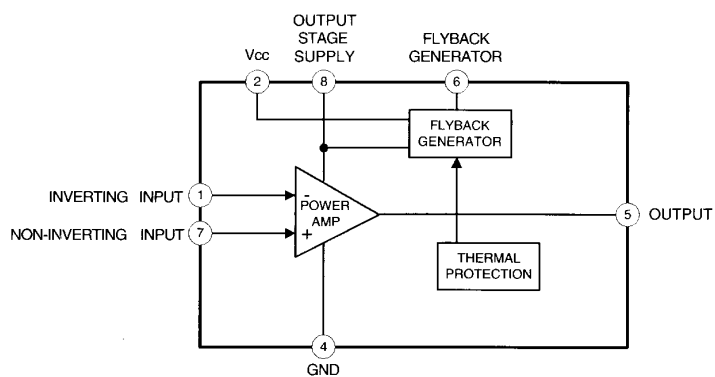 OUTPUT
STAGE
SUPPLY
FLYBACK
GENERATOR
Vcc
2
8
6
FLYBACK
GENERATOR
INVERTING INPUT
1
-
POWER
AMP
NON-INVERTING INPUT
7
+
5
OUTPUT
THERMAL
PROTECTION
4
GND